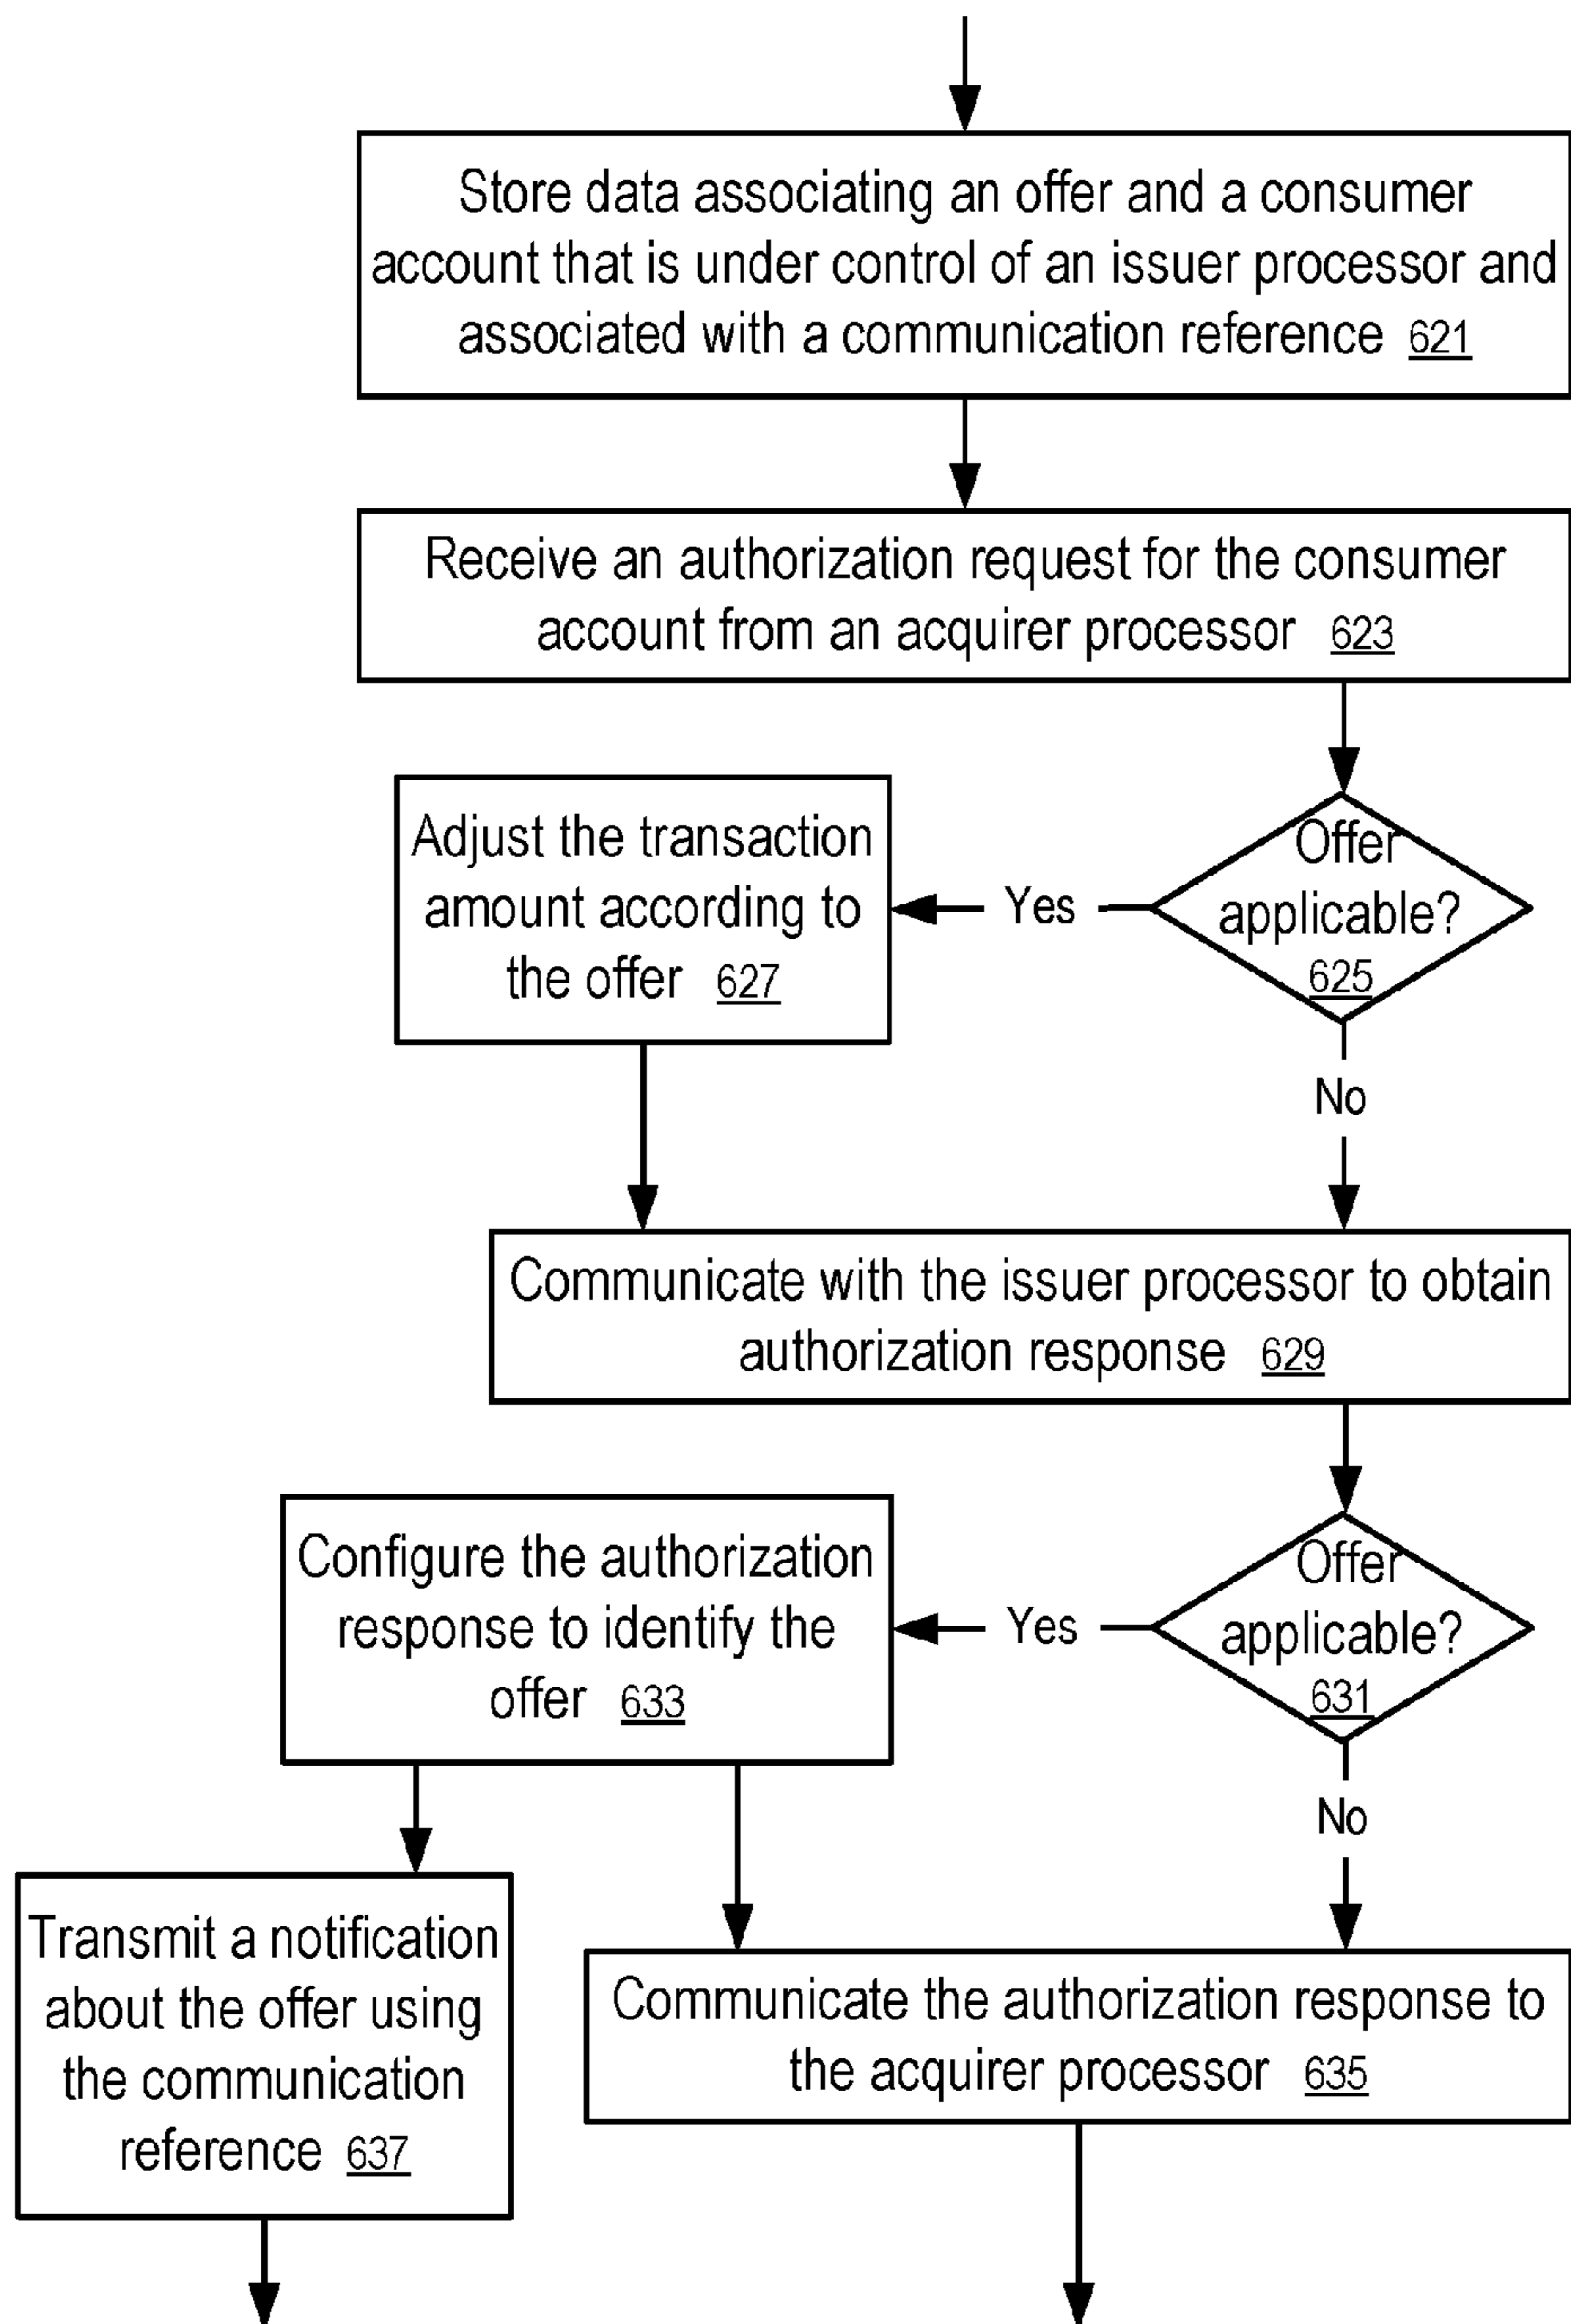 Store data associating an offer and a consumer
account that is under control of an issuer processor and
associated with a communication reference 621
Receive an authorization request for the consumer
account from an acquirer processor 623
Offer
applicable?
625
Yes
Adjust the transaction
amount according to
the offer 627
No
Communicate with the issuer processor to obtain
authorization response 629
Offer
applicable?
631
Yes
Configure the authorization
response to identify the
offer 633
No
Transmit a notification
about the offer using
the communication
reference 637
Communicate the authorization response to
the acquirer processor 635